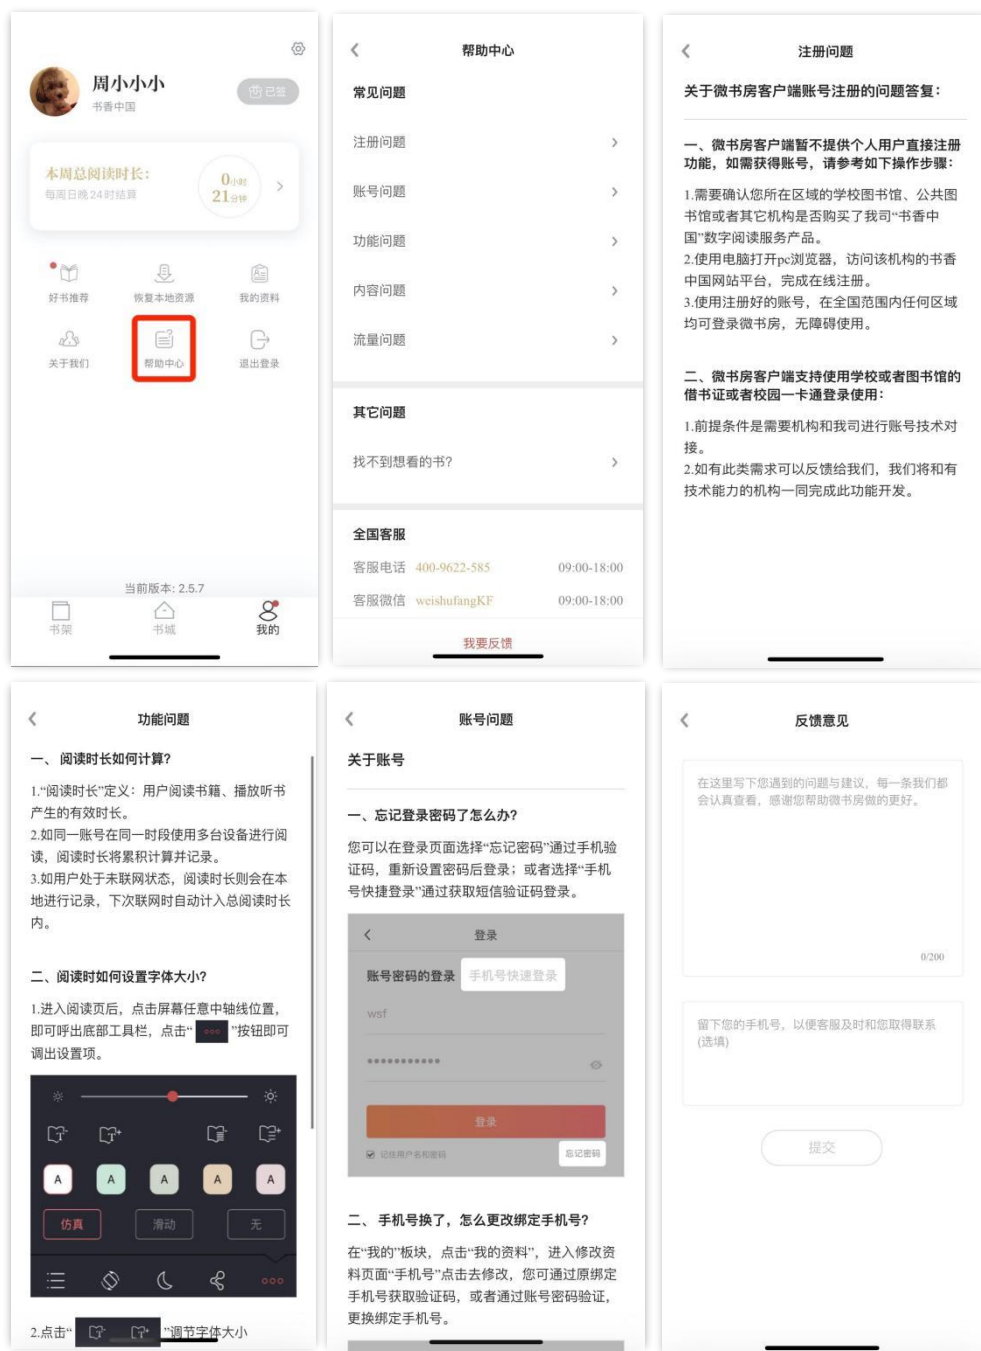 周小小小
已签
书香中国
本周总阅读时长：
每周日晚24时结算
0小时
21分钟
好书推荐
恢复本地资源
我的资料
关于我们
帮助中心
退出登录
当前版本: 2.5.7
书架
书城
我的
帮助中心
常见问题
注册问题
账号问题
功能问题
内容问题
流量问题
其它问题
找不到想看的书?
全国客服
客服电话 400-9622-585 09:00-18:00
客服微信 weishufangKF 09:00-18:00
我要反馈
注册问题
关于微书房客户端账号注册的问题答复：
一、微书房客户端暂不提供个人用户直接注册
功能，如需获得账号，请参考如下操作步骤：
1.需要确认您所在区域的学校图书馆、公共图
书馆或者其它机构是否购买了我司“书香中
国”数字阅读服务产品。
2.使用电脑打开pc浏览器，访问该机构的书香
中国网站平台，完成在线注册。
3.使用注册好的账号，在全国范围内任何区域
均可登录微书房，无障碍使用。
二、微书房客户端支持使用学校或者图书馆的
借书证或者校园一卡通登录使用：
1.前提条件是需要机构和我司进行账号技术对
接。
2.如有此类需求可以反馈给我们，我们将和有
技术能力的机构一同完成此功能开发。
功能问题
一、 阅读时长如何计算?
1.“阅读时长”定义：用户阅读书籍、播放听书
产生的有效时长。
2.如同一账号在同一时段使用多台设备进行阅
读，阅读时长将累积计算并记录。
3.如用户处于未联网状态，阅读时长则会在本
地进行记录，下次联网时自动计入总阅读时长
内。
二、阅读时如何设置字体大小?
1.进入阅读页后，点击屏幕任意中轴线位置，
即可呼出底部工具栏，点击“ ”按钮即可
调出设置项。
T- T+
A A A A A
仿真
滑动
无
2.点击“ T- T+ ”调节字体大小
账号问题
关于账号
一、忘记登录密码了怎么办?
您可以在登录页面选择“忘记密码”通过手机验
证码，重新设置密码后登录；或者选择“手机
号快捷登录”通过获取短信验证码登录。
登录
账号密码的登录 手机号快速登录
wsf
登录
记住用户名和密码
忘记密码
二、 手机号换了，怎么更改绑定手机号?
在“我的”板块，点击“我的资料”，进入修改资
料页面“手机号”点击去修改，您可通过原绑定
手机号获取验证码，或者通过账号密码验证，
更换绑定手机号。
反馈意见
在这里写下您遇到的问题与建议，每一条我们都
会认真查看，感谢您帮助微书房做的更好。
0/200
留下您的手机号，以便客服及时和您取得联系
(选填)
提交